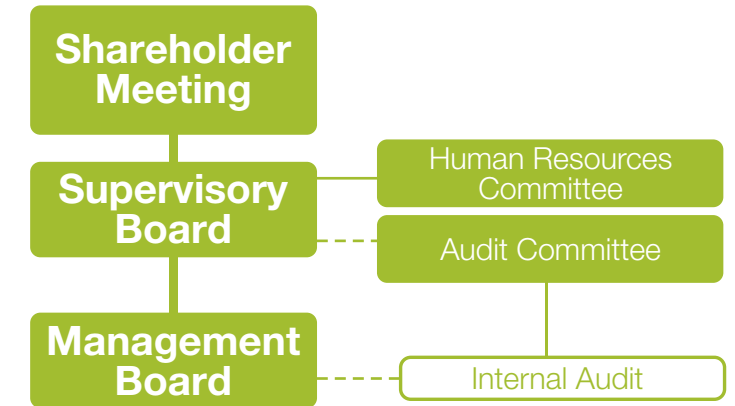 Shareholder
Meeting
Supervisory
Board
Human Resources
Committee
Audit Committee
Management
Board
Internal Audit